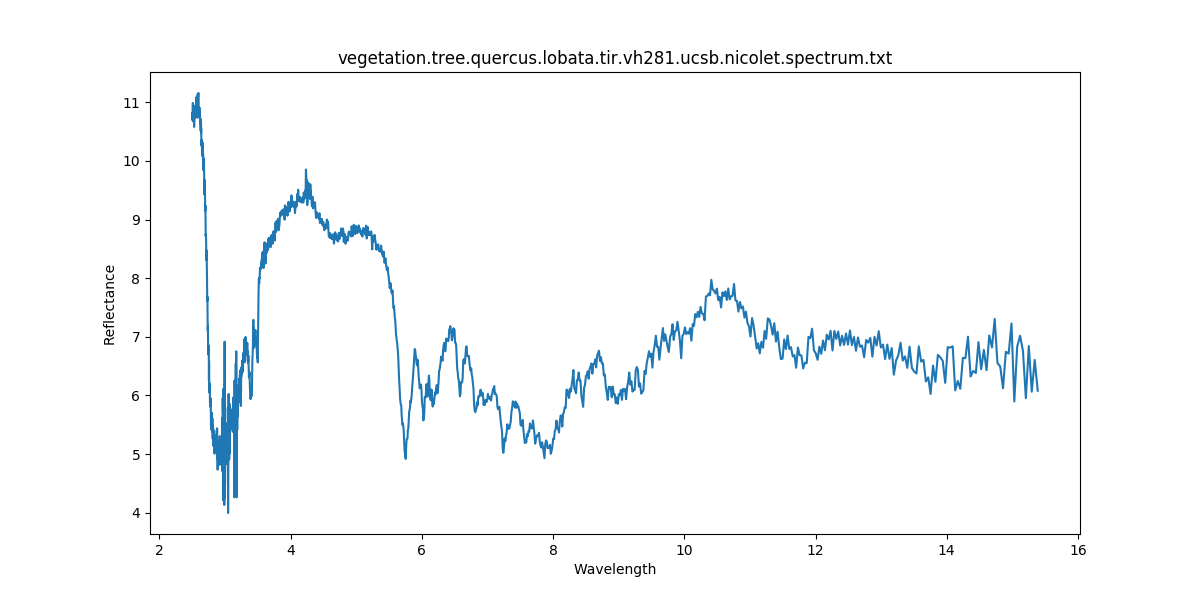 vegetation.tree.quercus.lobata.tir.vh281.ucsb.nicolet.spectrum.txt
11
10
9
8
7
6
5
4
Reflectance
2 4 6 8 10 12 14 16
Wavelength